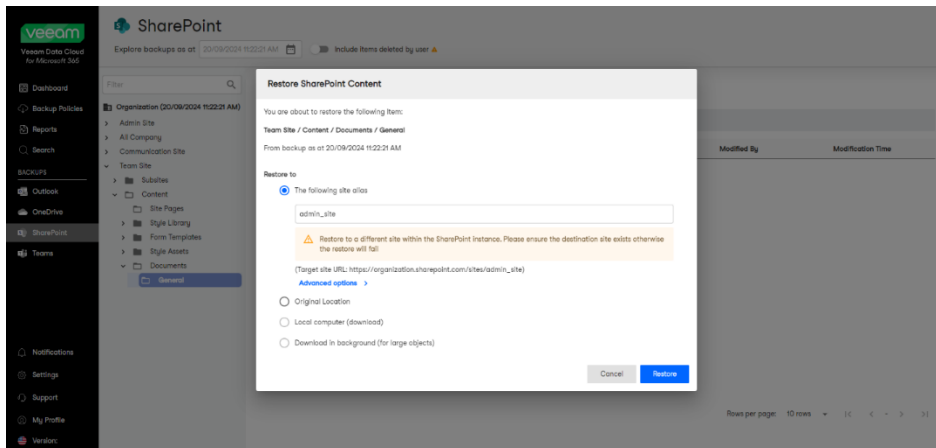 veeam
Veeam Data Cloud
for Microsoft 365
Dashboard
Backup Policies
Reports
Search
BACKUPS
Outlook
OneDrive
SharePoint
Teams
Notifications
Settings
Support
My Profile
Version:
SharePoint
Explore backups as at 20/09/2024 11:22:21 AM
Include items deleted by user
Filter
Organization (20/09/2024 11:22:21 AM)
Admin Site
All Company
Communication Site
Team Site
Subsites
Content
Site Pages
Style Library
Form Templates
Style Assets
Documents
General
Restore SharePoint Content
You are about to restore the following item:
Team Site / Content / Documents / General
From backup as at 20/09/2024 11:22:21 AM
Restore to
The following site alias
admin_site
Restore to a different site within the SharePoint instance. Please ensure the destination site exists otherwise
the restore will fail
(Target site URL: https://organization.sharepoint.com/sites/admin_site)
Advanced options >
Original Location
Local computer (download)
Download in background (for large objects)
Cancel
Restore
Modified By
Modification Time
Rows per page: 10 rows